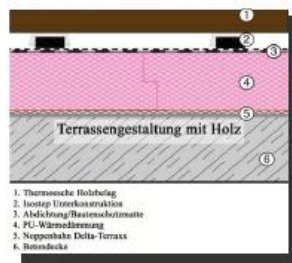 1
2
3
4
5
Terrassengestaltung mit Holz
6
1. Thermoesche Holzbelag
2. Isostep Unterkonstruktion
3. Abdichtung/Bautenschutzmatte
4. PU-Wärmedämmung
5. Noppenbahn Delta-Terraxx
6. Betondecke